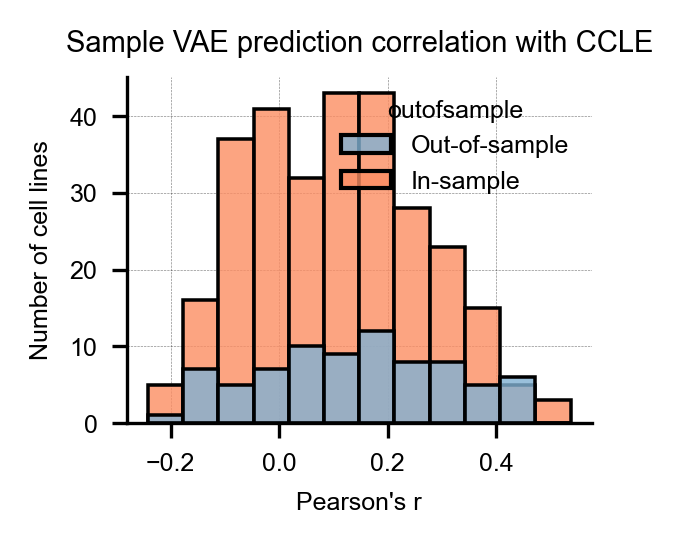 Sample VAE prediction correlation with CCLE
outofsample
Out-of-sample
In-sample
Number of cell lines
40
30
20
10
0
−0.2
0.0
0.2
0.4
Pearson's r